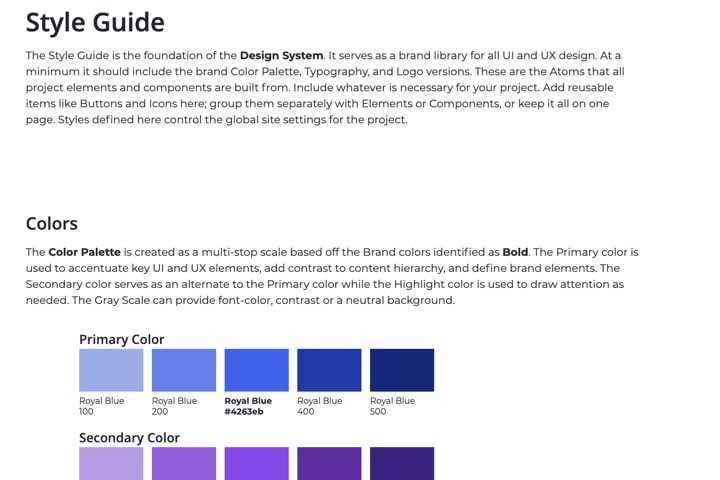 Style Guide
The Style Guide is the foundation of the Design System. It serves as a brand library for all UI and UX design. At a
minimum it should include the brand Color Palette, Typography, and Logo versions. These are the Atoms that all
project elements and components are built from. Include whatever is necessary for your project. Add reusable
items like Buttons and Icons here; group them separately with Elements or Components, or keep it all on one
page. Styles defined here control the global site settings for the project.
Colors
The Color Palette is created as a multi-stop scale based off the Brand colors identified as Bold. The Primary color is
used to accentuate key UI and UX elements, add contrast to content hierarchy, and define brand elements. The
Secondary color serves as an alternate to the Primary color while the Highlight color is used to draw attention as
needed. The Gray Scale can provide font-color, contrast or a neutral background.
Primary Color
Royal Blue
100
Royal Blue
200
Royal Blue
#4263eb
Royal Blue
400
Royal Blue
500
Secondary Color